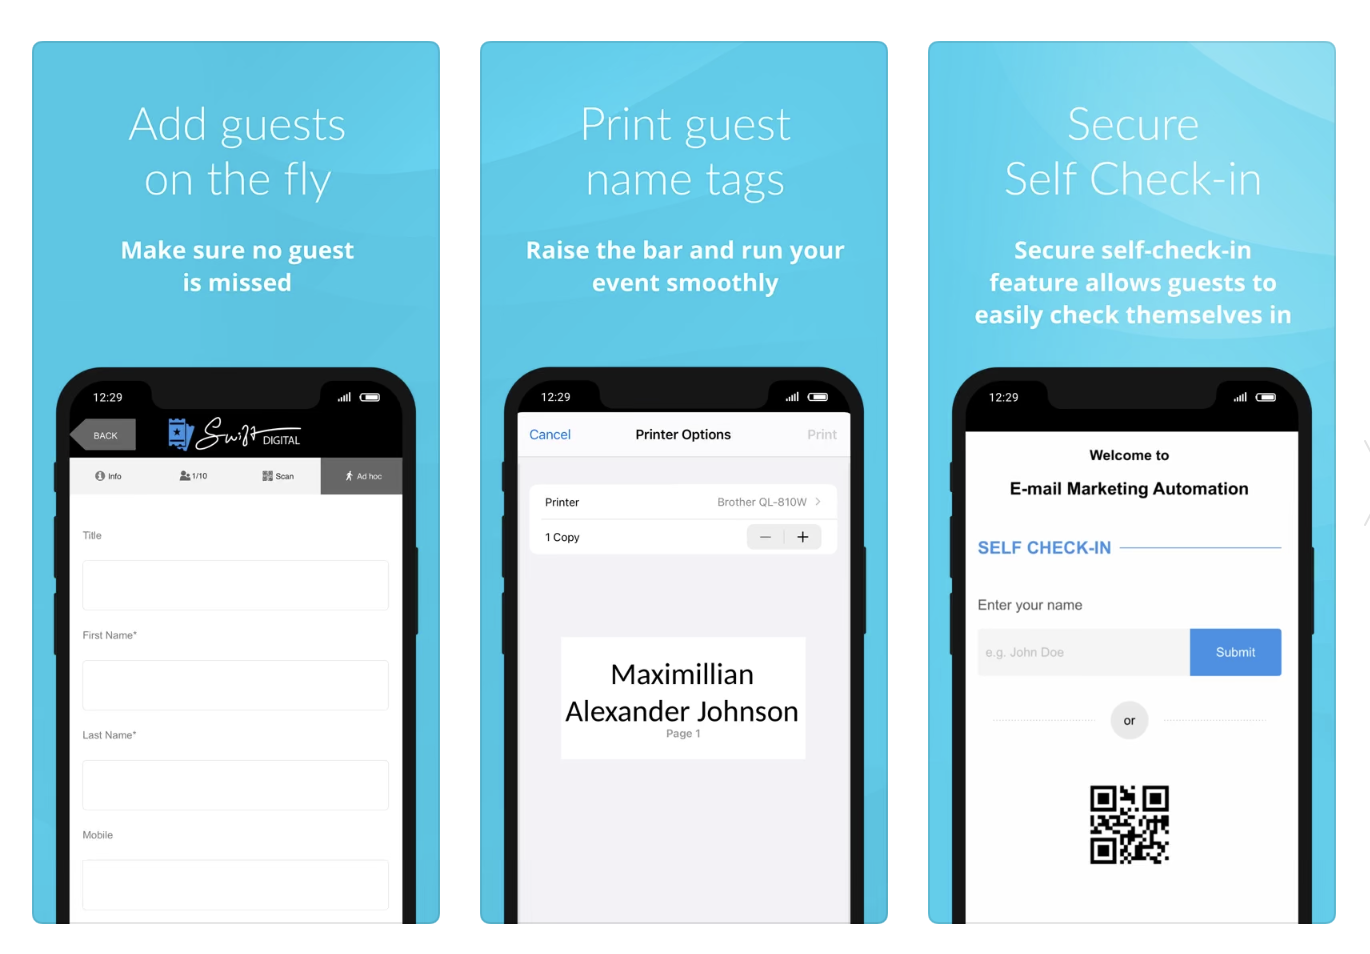 Add guests
on the fly
Make sure no guest
is missed
12:29
BACK
Swift DIGITAL
Info
1/10
Scan
Ad hoc
Title
First Name*
Last Name*
Mobile
Print guest
name tags
Raise the bar and run your
event smoothly
12:29
Cancel
Printer Options
Print
Printer
Brother QL-810W
1 Copy
Maximillian
Alexander Johnson
Page 1
Secure
Self Check-in
Secure self-check-in
feature allows guests to
easily check themselves in
12:29
Welcome to
E-mail Marketing Automation
SELF CHECK-IN
Enter your name
e.g. John Doe
Submit
or